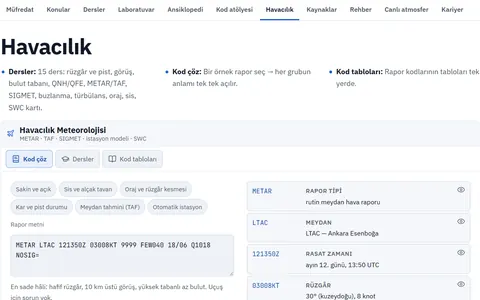 Müfredat Konular Dersler Laboratuvar Ansiklopedi Kod atölyesi Havacılık Kaynaklar Rehber Canlı atmosfer Kariyer
Havacılık
Dersler: 15 ders: rüzgâr ve pist, görüş, bulut tabanı, QNH/QFE, METAR/TAF, SIGMET, buzlanma, türbülans, oraj, sis, SWC kartı.
Kod çöz: Bir örnek rapor seç → her grubun anlamı tek tek açılır.
Kod tabloları: Rapor kodlarının tabloları tek yerde.
Havacılık Meteorolojisi
METAR · TAF · SIGMET · istasyon modeli · SWC
Kod çöz Dersler Kod tabloları
Sakin ve açık Sis ve alçak tavan Oraj ve rüzgâr kesmesi
Kar ve pist durumu Meydan tahmini (TAF) Otomatik istasyon
Rapor metni
METAR LTAC 121350Z 03008KT 9999 FEW040 18/06 Q1018
NOSIG=
En sade hâli: hafif rüzgâr, 10 km üstü görüş, yüksek tabanlı az bulut. Uçuş
için sorun yok.
METAR RAPOR TİPİ
rutin meydan hava raporu
LTAC MEYDAN
LTAC — Ankara Esenboğa
121350Z RASAT ZAMANI
ayın 12. günü, 13:50 UTC
03008KT RÜZGÂR
30° (kuzeydoğu), 8 knot